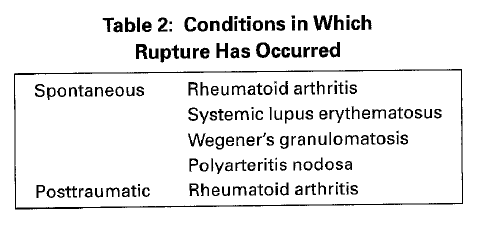 Table 2: Conditions in Which
Rupture Has Occurred
Spontaneous Rheumatoid arthritis
Systemic lupus erythematosus
Wegener's granulomatosis
Polyarteritis nodosa
Posttraumatic Rheumatoid arthritis